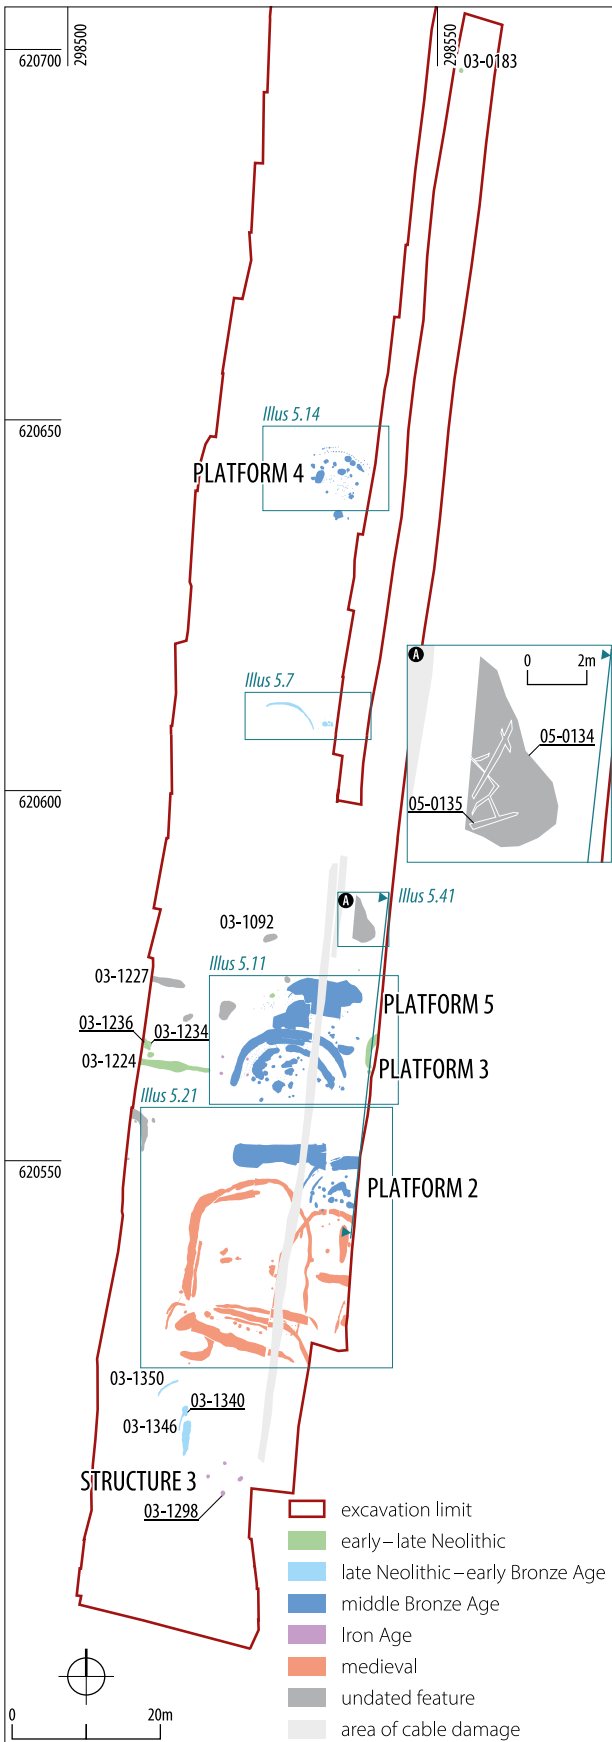 620700
298500
298550
03-0183
620650
Illus 5.14
PLATFORM 4
Illus 5.7
A
0 2m
05-0134
05-0135
620600
A
Illus 5.41
03-1092
Illus 5.11
03-1227
PLATFORM 5
03-1236
03-1234
03-1224
PLATFORM 3
Illus 5.21
620550
PLATFORM 2
03-1350
03-1340
03-1346
STRUCTURE 3
03-1298
excavation limit
early–late Neolithic
late Neolithic–early Bronze Age
middle Bronze Age
Iron Age
medieval
undated feature
area of cable damage
0 20m